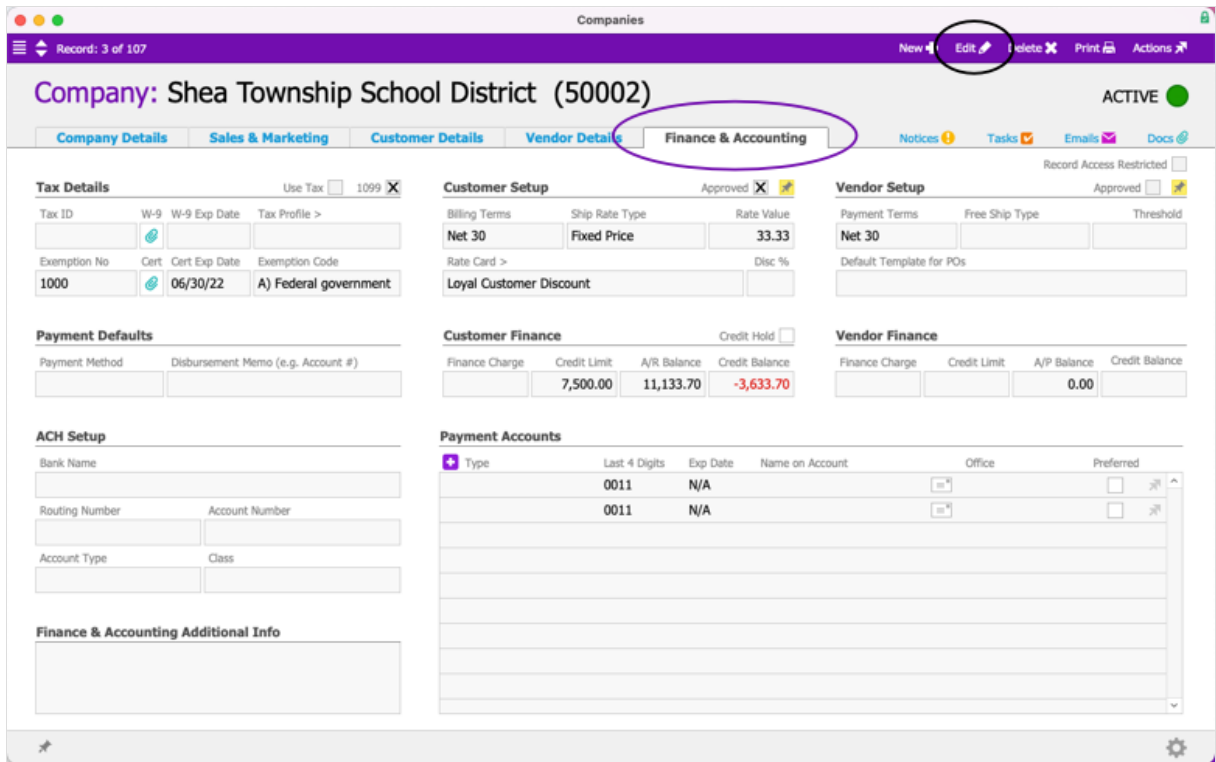 Companies
Record: 3 of 107 New Edit Delete Print Actions
Company: Shea Township School District (50002) ACTIVE
Company Details Sales & Marketing Customer Details Vendor Details Finance & Accounting Notices Tasks Emails Docs
Record Access Restricted
Tax Details Use Tax 1099 Customer Setup Approved Vendor Setup Approved
Tax ID W-9 W-9 Exp Date Tax Profile > Billing Terms Ship Rate Type Rate Value Payment Terms Free Ship Type Threshold
Net 30 Fixed Price 33.33 Net 30
Exemption No Cert Cert Exp Date Exemption Code Rate Card > Disc % Default Template for POs
1000 06/30/22 A) Federal government Loyal Customer Discount
Payment Defaults Customer Finance Credit Hold Vendor Finance
Payment Method Disbursement Memo (e.g. Account #) Finance Charge Credit Limit A/R Balance Credit Balance Finance Charge Credit Limit A/P Balance Credit Balance
7,500.00 11,133.70 -3,633.70 0.00
ACH Setup Payment Accounts
Bank Name Type Last 4 Digits Exp Date Name on Account Office Preferred
0011 N/A
Routing Number Account Number 0011 N/A
Account Type Class
Finance & Accounting Additional Info